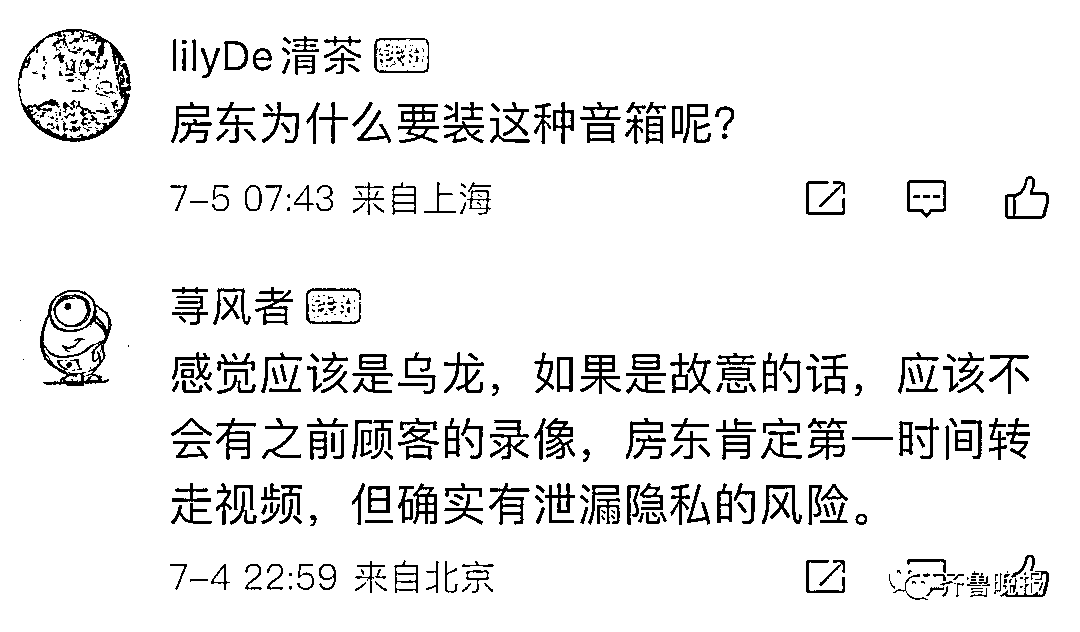 lilyDe清茶
房东为什么要装这种音箱呢？
7-5 07:43 来自上海
荨风者
感觉应该是乌龙，如果是故意的话，应该不
会有之前顾客的录像，房东肯定第一时间转
走视频，但确实有泄漏隐私的风险。
7-4 22:59 来自北京
齐鲁晚报